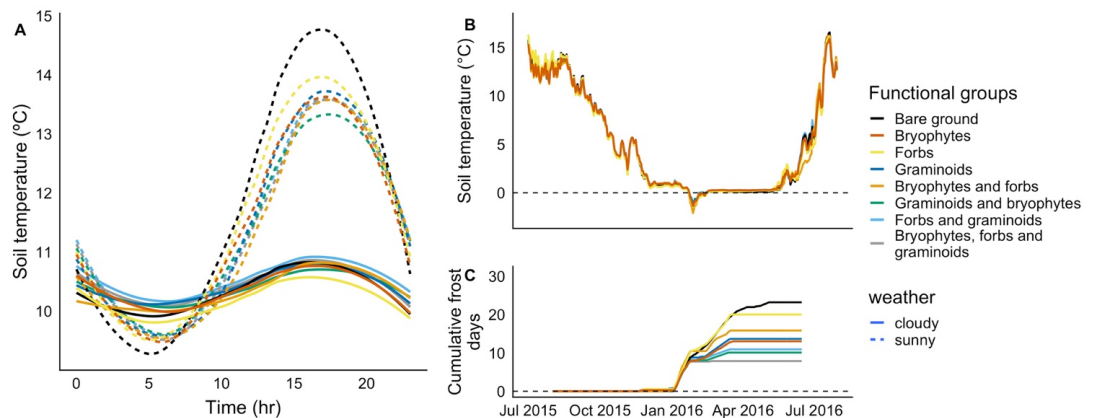 A
15
14
13
12
11
10
Soil temperature (ºC)
0
5
10
15
20
Time (hr)
B
15
10
5
0
Soil temperature (°C)
C
30
20
10
0
Cumulative frost
days
Jul 2015
Oct 2015
Jan 2016
Apr 2016
Jul 2016
Functional groups
Bare ground
Bryophytes
Forbs
Graminoids
Bryophytes and forbs
Graminoids and bryophytes
Forbs and graminoids
Bryophytes, forbs and
graminoids
weather
cloudy
sunny